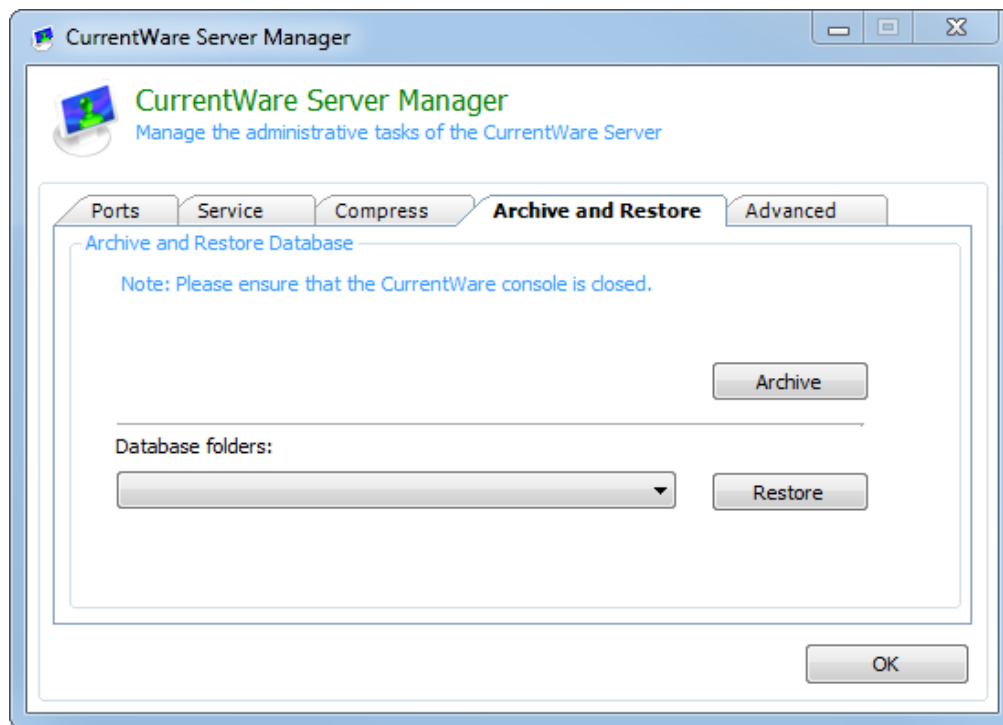 CurrentWare Server Manager
CurrentWare Server Manager
Manage the administrative tasks of the CurrentWare Server
Ports Service Compress Archive and Restore Advanced
Archive and Restore Database
Note: Please ensure that the CurrentWare console is closed.
Archive
Database folders:
Restore
OK